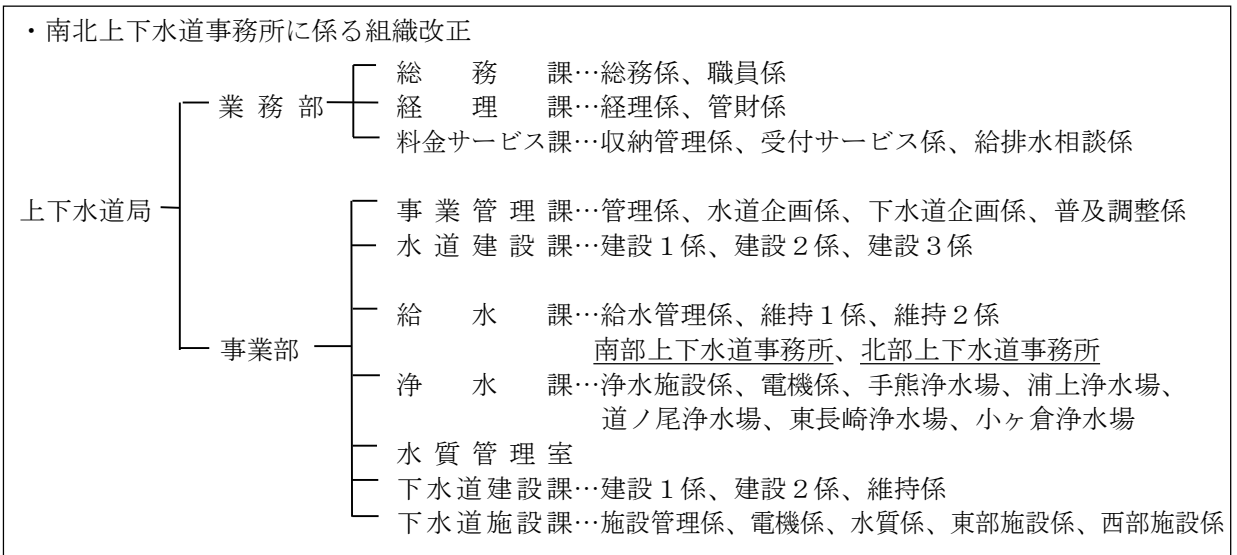 ・南北上下水道事務所に係る組織改正
総務課…総務係、職員係
業務部
経理課…経理係、管財係
料金サービス課…収納管理係、受付サービス係、給排水相談係
上下水道局
事業管理課…管理係、水道企画係、下水道企画係、普及調整係
水道建設課…建設１係、建設２係、建設３係
給水課…給水管理係、維持１係、維持２係
事業部
南部上下水道事務所、北部上下水道事務所
浄水課…浄水施設係、電機係、手熊浄水場、浦上浄水場、
道ノ尾浄水場、東長崎浄水場、小ヶ倉浄水場
水質管理室
下水道建設課…建設１係、建設２係、維持係
下水道施設課…施設管理係、電機係、水質係、東部施設係、西部施設係